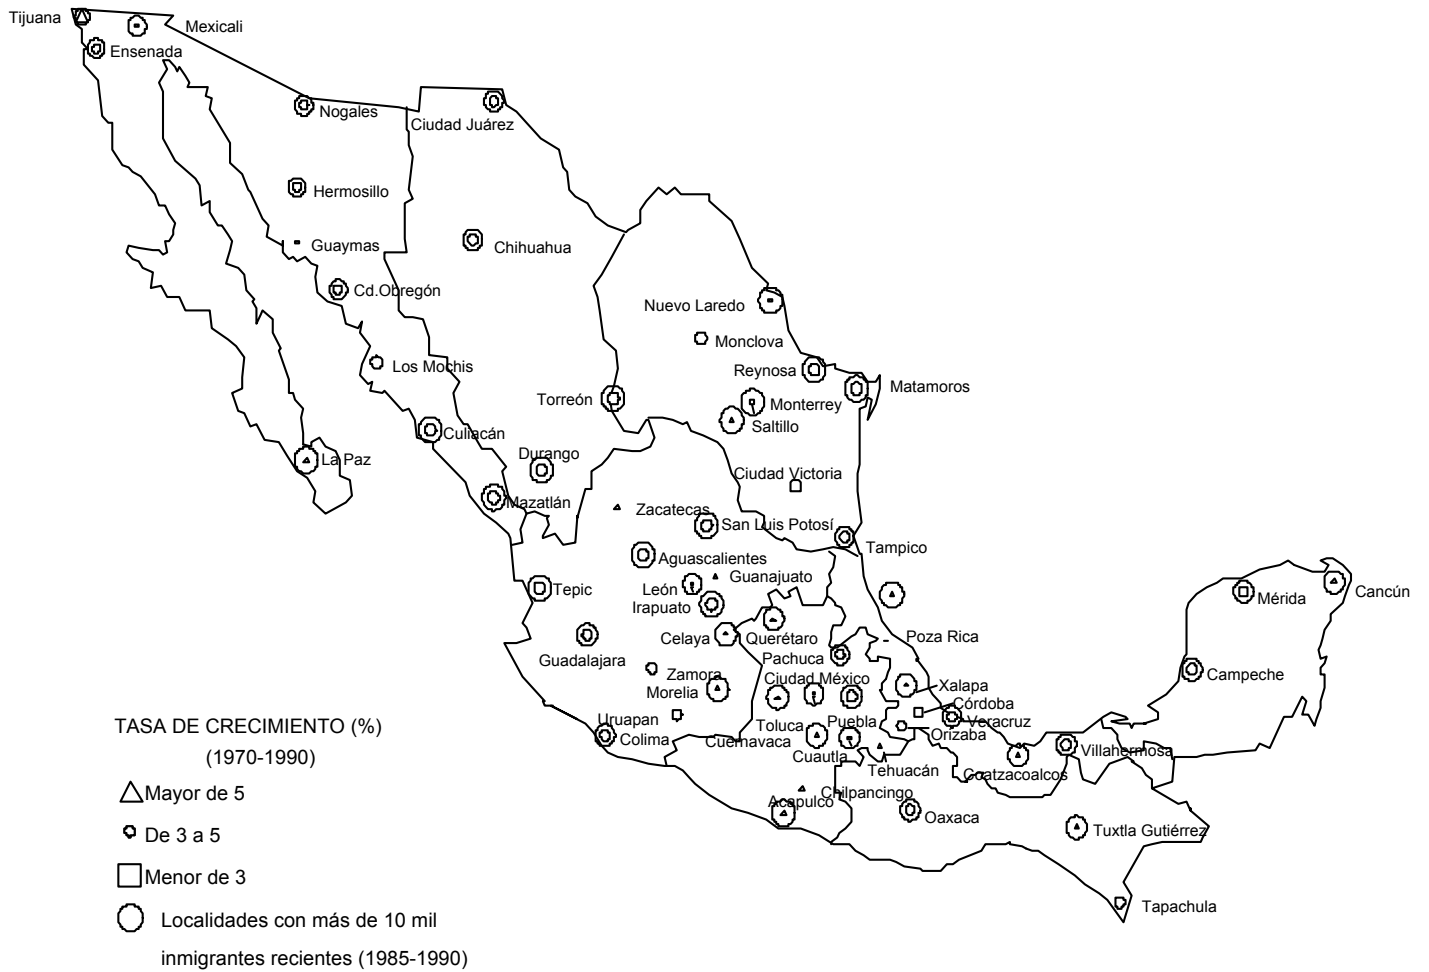 Tijuana
Mexicali
Ensenada
Nogales
Ciudad Juárez
Hermosillo
Guaymas
Chihuahua
Cd.Obregón
Nuevo Laredo
Monclova
Los Mochis
Reynosa
Matamoros
Torreón
Monterrey
Saltillo
Culiacán
La Paz
Durango
Ciudad Victoria
Mazatlán
Zacatecas
San Luis Potosí
Tampico
Aguascalientes
Guanajuato
León
Irapuato
Tepic
Cancún
Mérida
Celaya
Querétaro
Poza Rica
Guadalajara
Pachuca
Zamora
Ciudad México
Campeche
Morelia
Xalapa
Córdoba
Uruapan
Toluca
Puebla
Veracruz
Colima
Cuernavaca
Orizaba
Cuautla
Villahermosa
Tehuacán
Coatzacoalcos
Chilpancingo
Acapulco
Oaxaca
Tuxtla Gutiérrez
Tapachula
TASA DE CRECIMIENTO (%)
(1970-1990)
Mayor de 5
De 3 a 5
Menor de 3
Localidades con más de 10 mil
inmigrantes recientes (1985-1990)